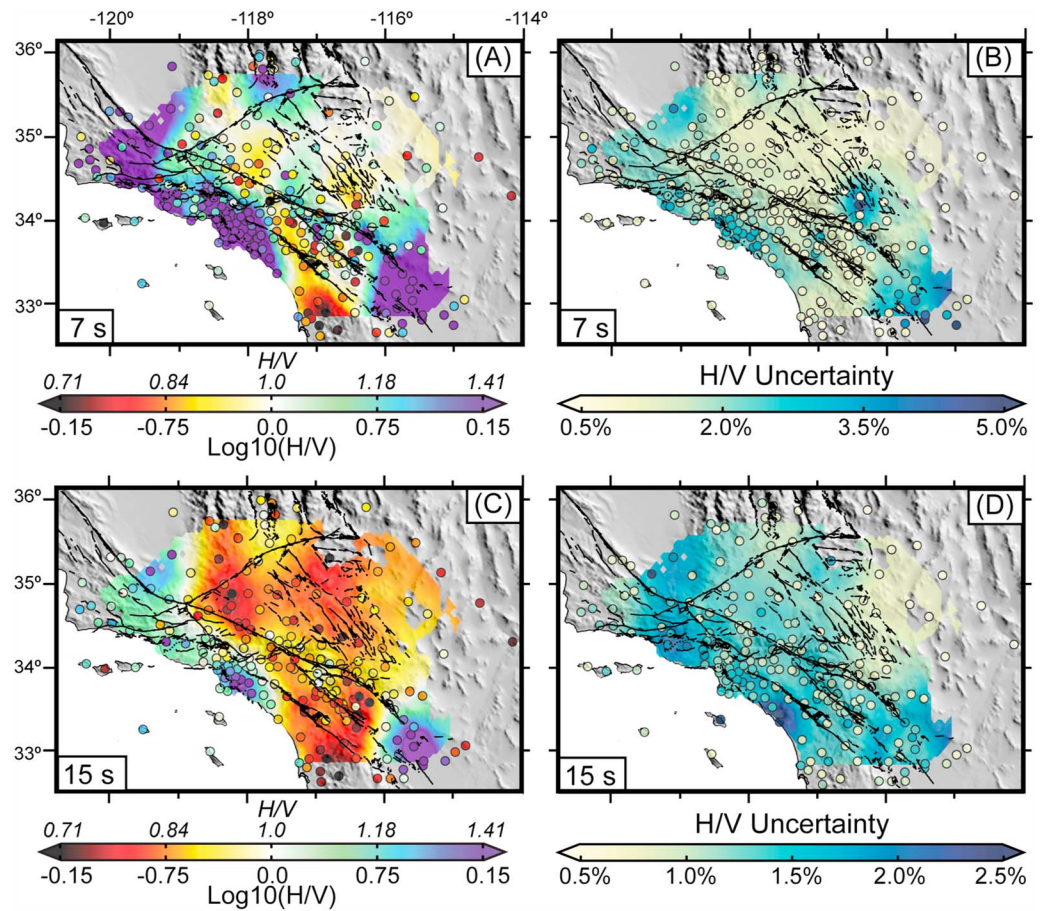 -120º -118º -116º -114º
36º (A) (B)
35º
34º
33º
7 s 7 s
H/V
0.71 0.84 1.0 1.18 1.41
-0.15 -0.75 0.0 0.75 0.15
Log10(H/V)
H/V Uncertainty
0.5% 2.0% 3.5% 5.0%
36º (C) (D)
35º
34º
33º
15 s 15 s
H/V
0.71 0.84 1.0 1.18 1.41
-0.15 -0.75 0.0 0.75 0.15
Log10(H/V)
H/V Uncertainty
0.5% 1.0% 1.5% 2.0% 2.5%